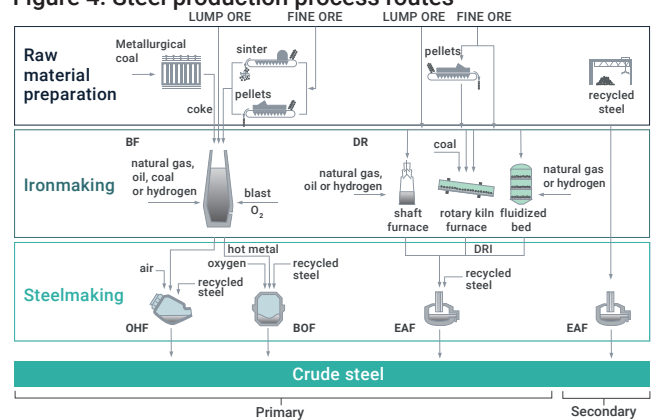 Figure 4: Steel production process routes
LUMP ORE
FINE ORE
LUMP ORE
FINE ORE
Raw
material
preparation
Metallurgical
coal
sinter
pellets
coke
pellets
recycled
steel
Ironmaking
BF
natural gas,
oil, coal
or hydrogen
blast
O2
DR
natural gas,
oil or hydrogen
coal
natural gas
or hydrogen
shaft
furnace
rotary kiln
furnace
fluidized
bed
Steelmaking
hot metal
air
recycled
steel
oxygen
recycled
steel
DRI
recycled
steel
OHF
BOF
EAF
EAF
Crude steel
Primary
Secondary